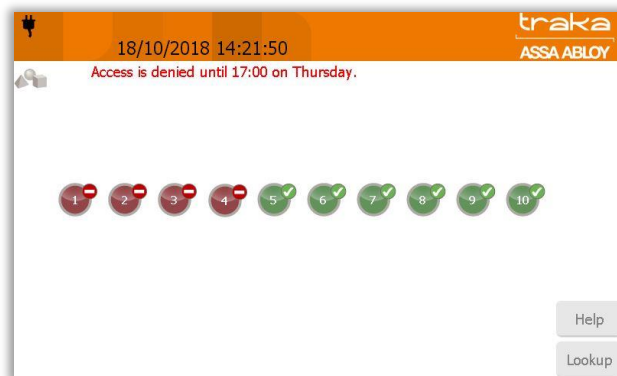 traka
18/10/2018 14:21:50
ASSA ABLOY
Access is denied until 17:00 on Thursday.
1 2 3 4 5 6 7 8 9 10
Help
Lookup